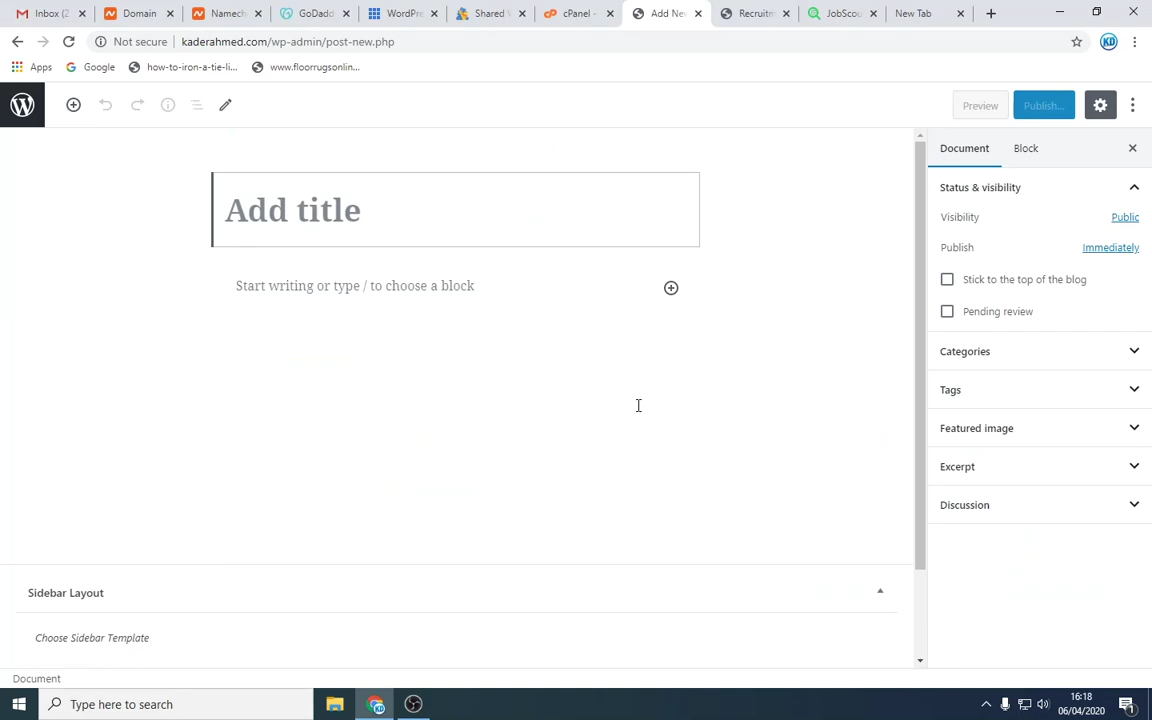 Inbox (2
Domain
Namech
GoDadd
WordPre
Shared W
cPanel -
Add Nev
Recruitm
JobScou
New Tab
Not secure
kaderahmed.com/wp-admin/post-new.php
KD
Apps
Google
how-to-iron-a-tie-li...
www.floorrugsonlin...
Preview
Publish...
Document
Block
Add title
Status & visibility
Visibility
Public
Publish
Immediately
Start writing or type / to choose a block
Stick to the top of the blog
Pending review
Categories
Tags
Featured image
Excerpt
Discussion
Sidebar Layout
Choose Sidebar Template
Document
Type here to search
16:18
06/04/2020